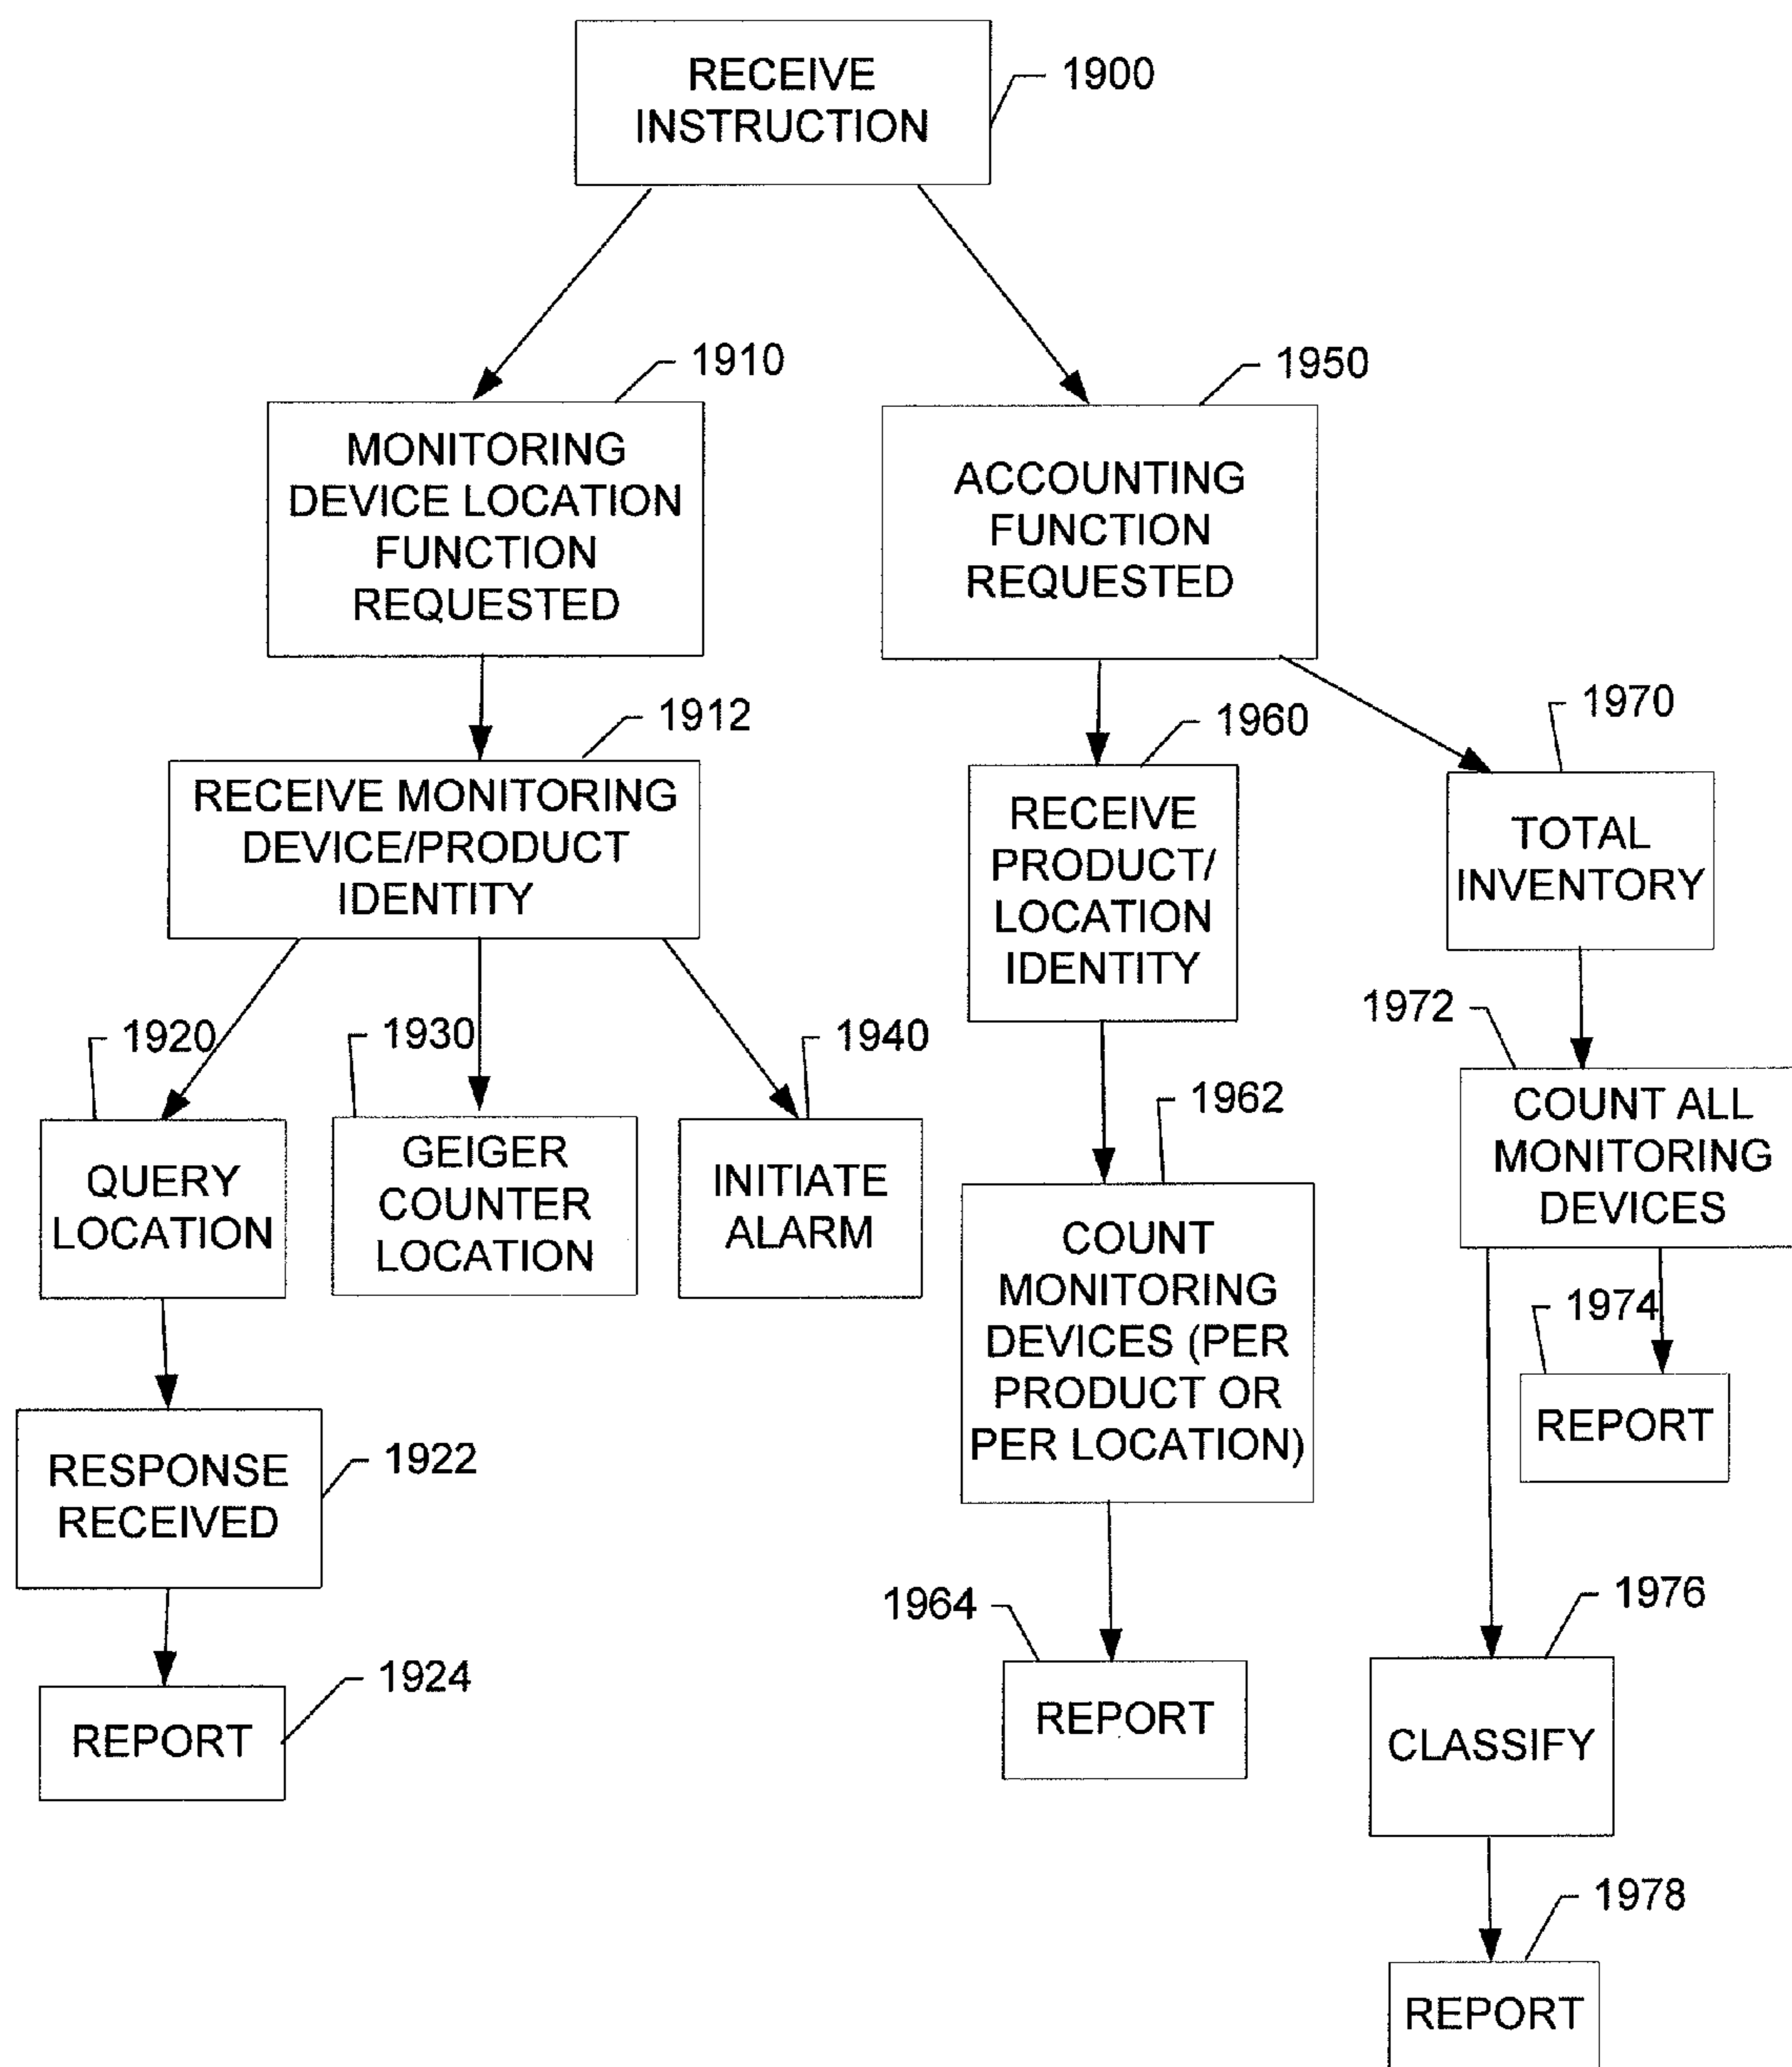 RECEIVE
INSTRUCTION
1900
1910
MONITORING
DEVICE LOCATION
FUNCTION
REQUESTED
1950
ACCOUNTING
FUNCTION
REQUESTED
1912
RECEIVE MONITORING
DEVICE/PRODUCT
IDENTITY
1960
RECEIVE
PRODUCT/
LOCATION
IDENTITY
1970
TOTAL
INVENTORY
1920
QUERY
LOCATION
1930
GEIGER
COUNTER
LOCATION
1940
INITIATE
ALARM
1962
COUNT
MONITORING
DEVICES (PER
PRODUCT OR
PER LOCATION)
1972
COUNT ALL
MONITORING
DEVICES
1974
REPORT
RESPONSE
RECEIVED
1922
REPORT
1924
1964
REPORT
1976
CLASSIFY
1978
REPORT